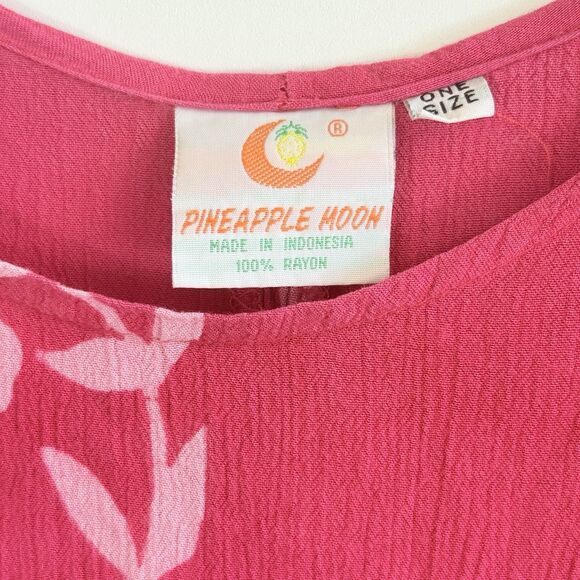 ONE
SIZE
®
PINEAPPLE MOON
MADE IN INDONESIA
100% RAYON